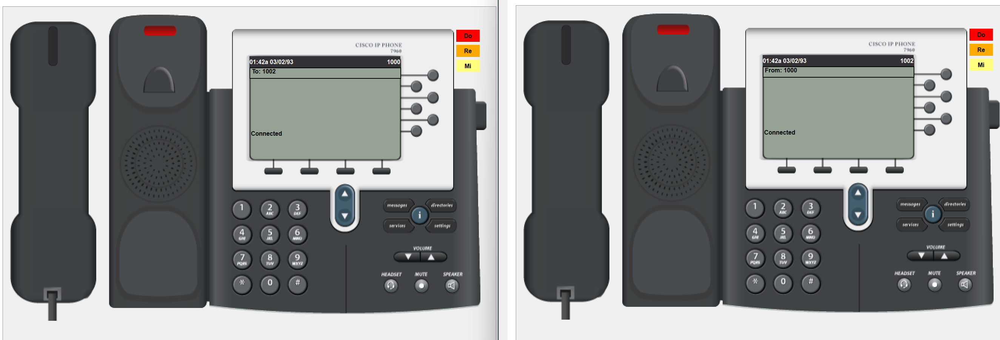 CISCO IP PHONE
7960
01:42a 03/02/93 1000
To: 1002
Connected
Do
Re
Mi
1
2 ABC
3 DEF
4 GHI
5 JKL
6 MNO
7 PQRS
8 TUV
9 WXYZ
*
0
#
messages
directories
i
services
settings
VOLUME
HEADSET
MUTE
SPEAKER
CISCO IP PHONE
7960
01:42a 03/02/93 1002
From: 1000
Connected
Do
Re
Mi
1
2 ABC
3 DEF
4 GHI
5 JKL
6 MNO
7 PQRS
8 TUV
9 WXYZ
*
0
#
messages
directories
i
services
settings
VOLUME
HEADSET
MUTE
SPEAKER